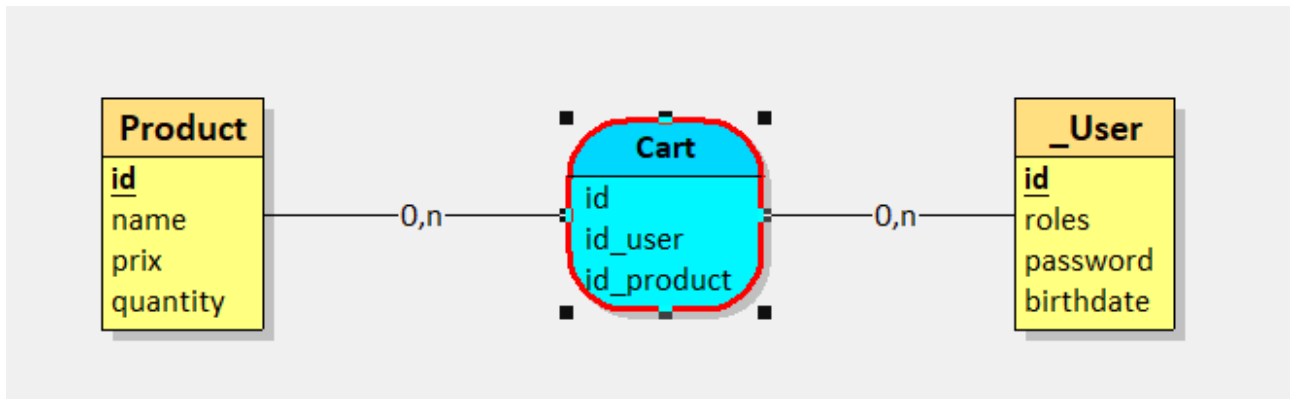 Product
id
name
prix
quantity
0,n
Cart
id
id_user
id_product
0,n
_User
id
roles
password
birthdate